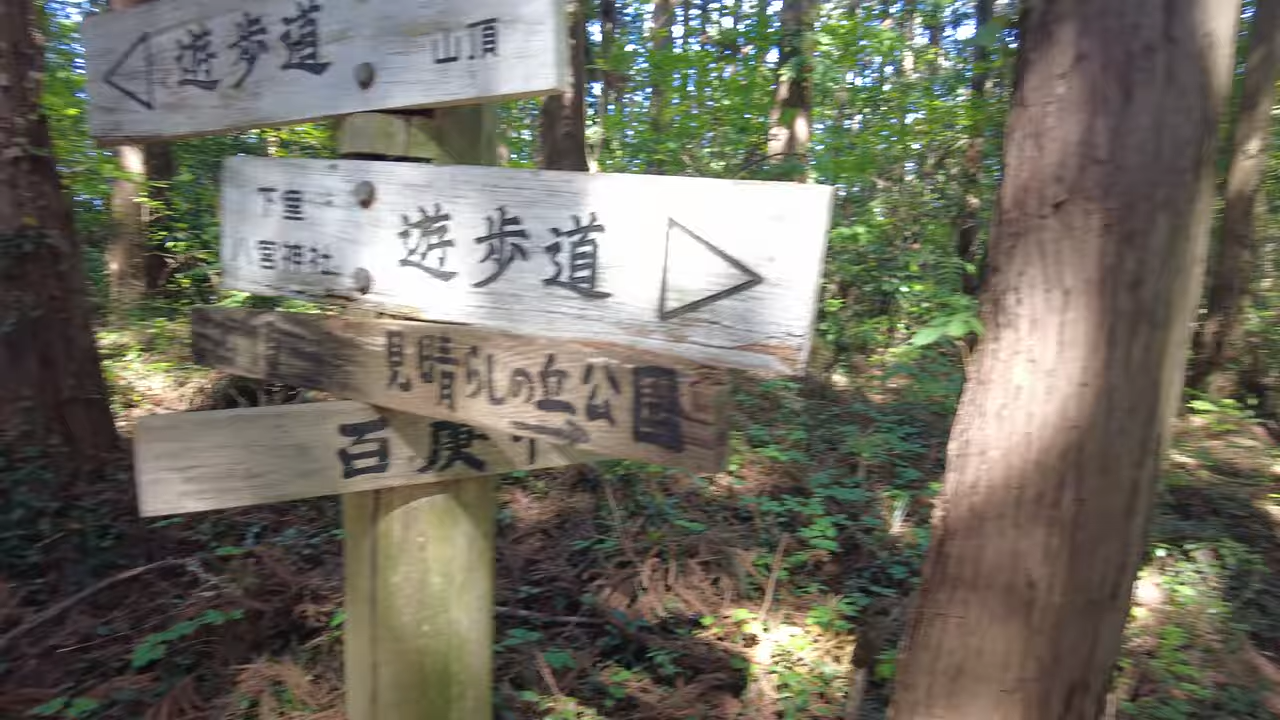 遊歩道 山頂
下里
八宮神社
遊歩道
見晴らしの丘公園
百庚